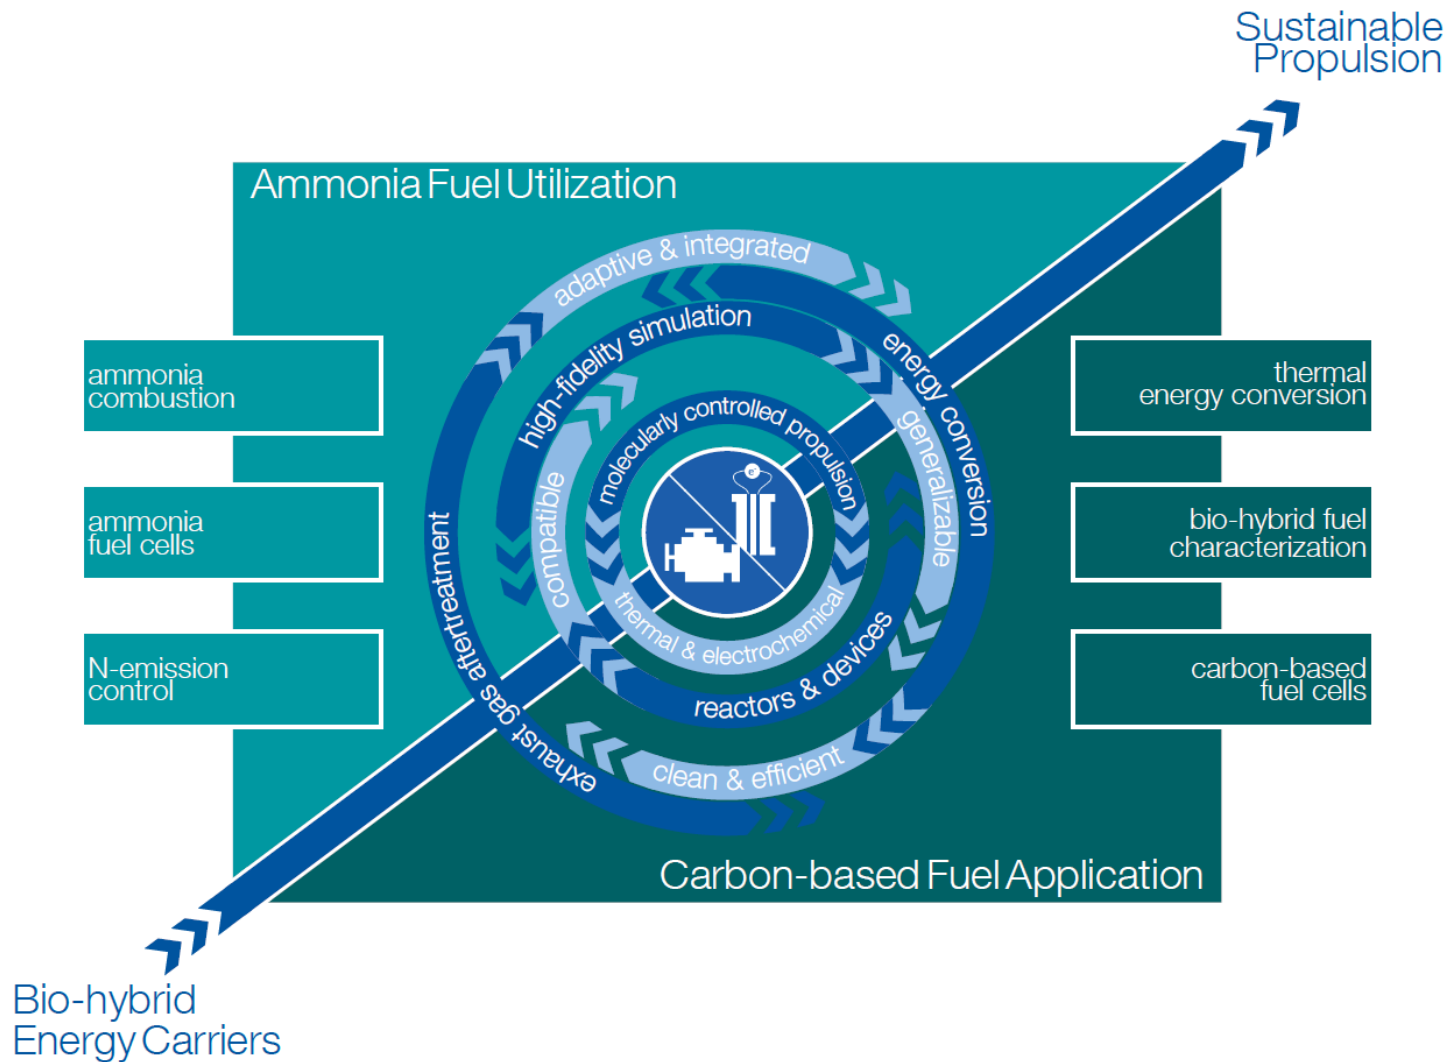 Sustainable
Propulsion
Ammonia Fuel Utilization
adaptive & integrated
energy conversion
high-fidelity simulation
generalizable
compatible
molecularly controlled propulsion
e⁻
thermal & electrochemical
reactors & devices
clean & efficient
exhaust gas aftertreatment
ammonia
combustion
ammonia
fuel cells
N-emission
control
thermal
energy conversion
bio-hybrid fuel
characterization
carbon-based
fuel cells
Carbon-based Fuel Application
Bio-hybrid
Energy Carriers